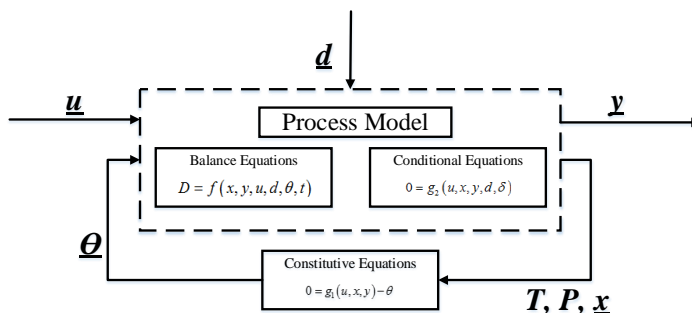 d
u
y
Process Model
Balance Equations
D = f(x, y, u, d, θ, t)
Conditional Equations
0 = g₂(u, x, y, d, δ)
Θ
Constitutive Equations
0 = g₁(u, x, y) − θ
T, P, x